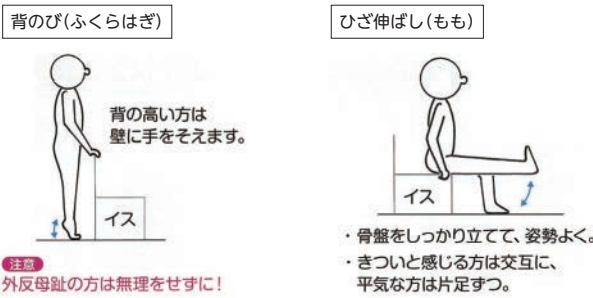 背のび(ふくらはぎ)
背の高い方は
壁に手をそえます。
イス
注意
外反母趾の方は無理をせずに!
ひざ伸ばし(もも)
イス
・骨盤をしっかり立てて、姿勢よく。
・きついと感じる方は交互に、
平気な方は片足ずつ。